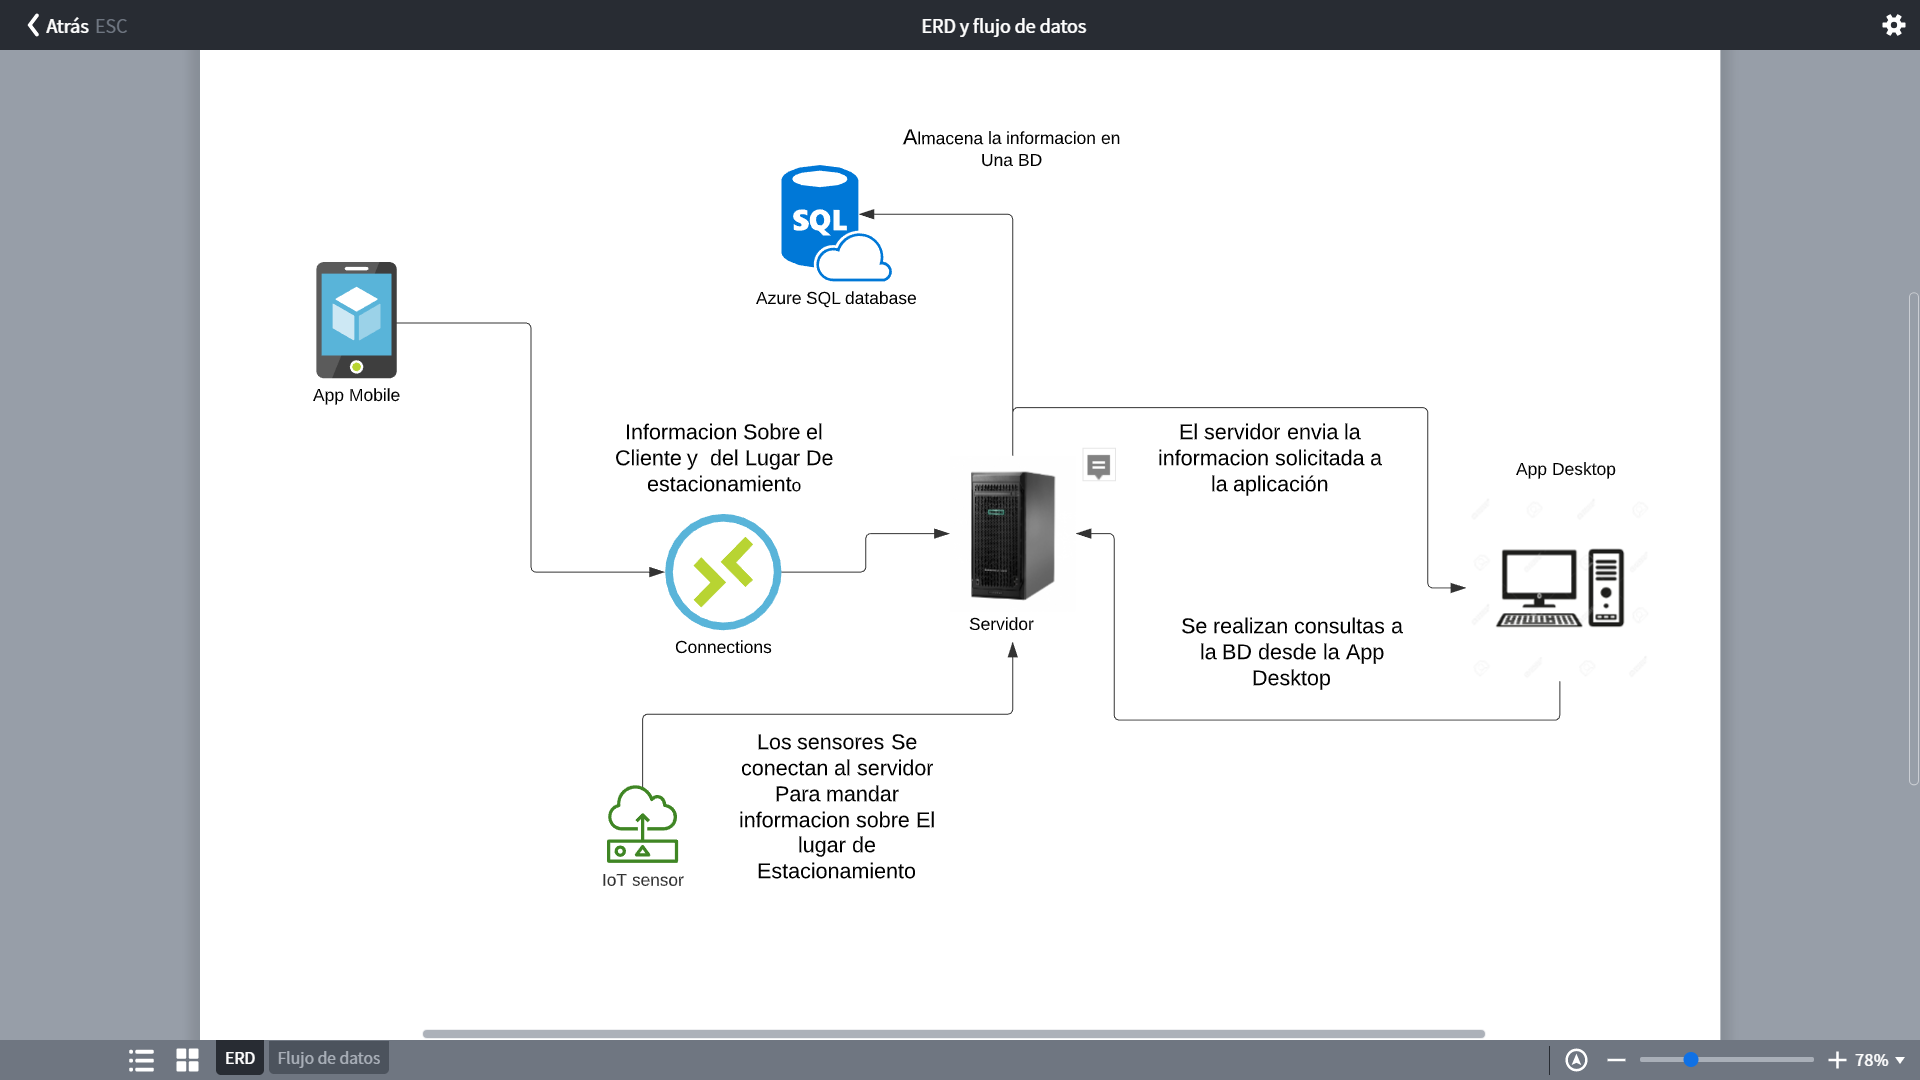 Atrás ESC
ERD y flujo de datos
Almacena la informacion en
Una BD
SQL
Azure SQL database
App Mobile
Informacion Sobre el
Cliente y del Lugar De
estacionamiento
El servidor envia la
informacion solicitada a
la aplicación
App Desktop
Servidor
Connections
Se realizan consultas a
la BD desde la App
Desktop
Los sensores Se
conectan al servidor
Para mandar
informacion sobre El
lugar de
Estacionamiento
IoT sensor
ERD
Flujo de datos
78%